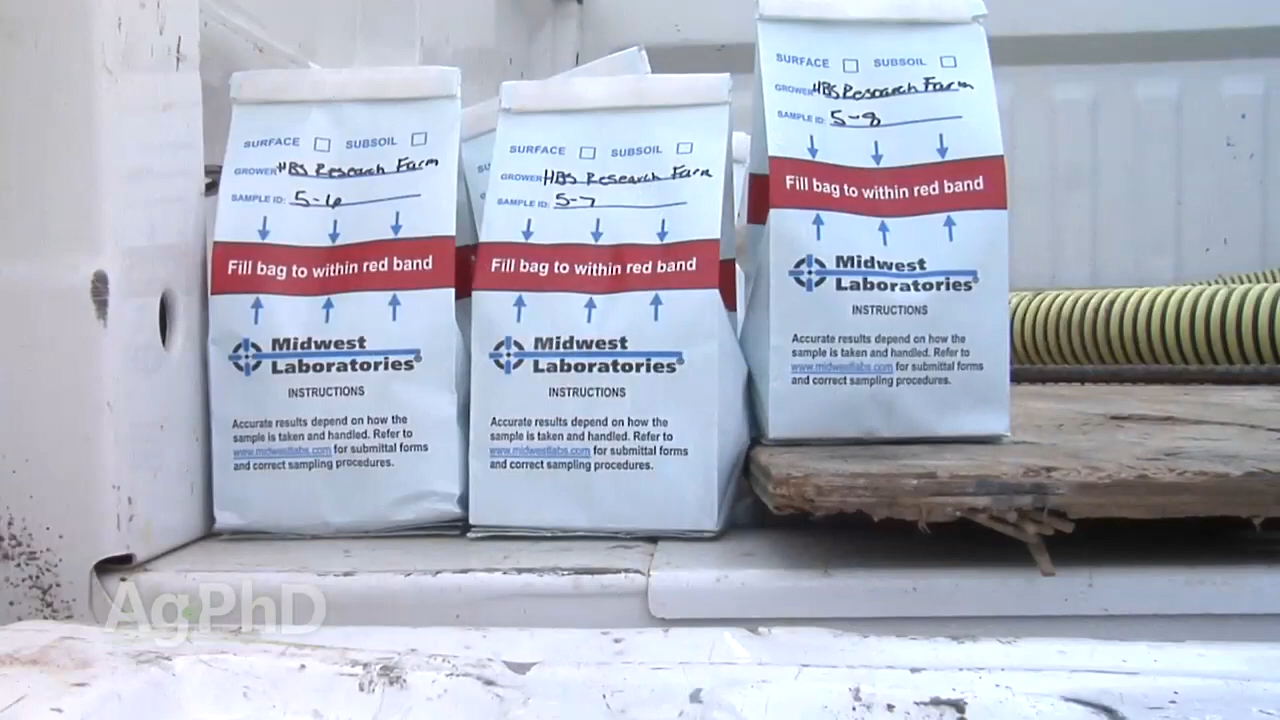 SURFACE SUBSOIL
GROWER HBS Research Farm
SAMPLE ID: 5-6
Fill bag to within red band
Midwest
Laboratories®
INSTRUCTIONS
Accurate results depend on how the
sample is taken and handled. Refer to
www.midwestlabs.com for submittal forms
and correct sampling procedures.
SURFACE SUBSOIL
GROWER HBS Research Farm
SAMPLE ID: 5-7
Fill bag to within red band
Midwest
Laboratories®
INSTRUCTIONS
Accurate results depend on how the
sample is taken and handled. Refer to
www.midwestlabs.com for submittal forms
and correct sampling procedures.
SURFACE SUBSOIL
GROWER HBS Research Farm
SAMPLE ID: 5-8
Fill bag to within red band
Midwest
Laboratories®
INSTRUCTIONS
Accurate results depend on how the
sample is taken and handled. Refer to
www.midwestlabs.com for submittal forms
and correct sampling procedures.
AgPhD